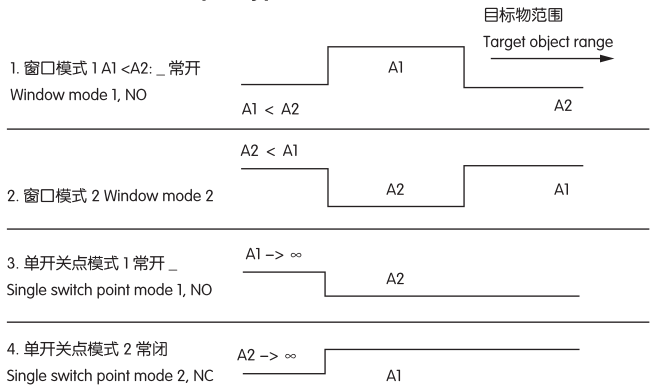 目标物范围
Target object range
1. 窗口模式 1 A1 <A2: _ 常开
Window mode 1, NO
A1
A1 < A2
A2
A2 < A1
2. 窗口模式 2 Window mode 2
A2
A1
3. 单开关点模式 1 常开 _
Single switch point mode 1, NO
A1 –> ∞
A2
4. 单开关点模式 2 常闭
Single switch point mode 2, NC
A2 –> ∞
A1